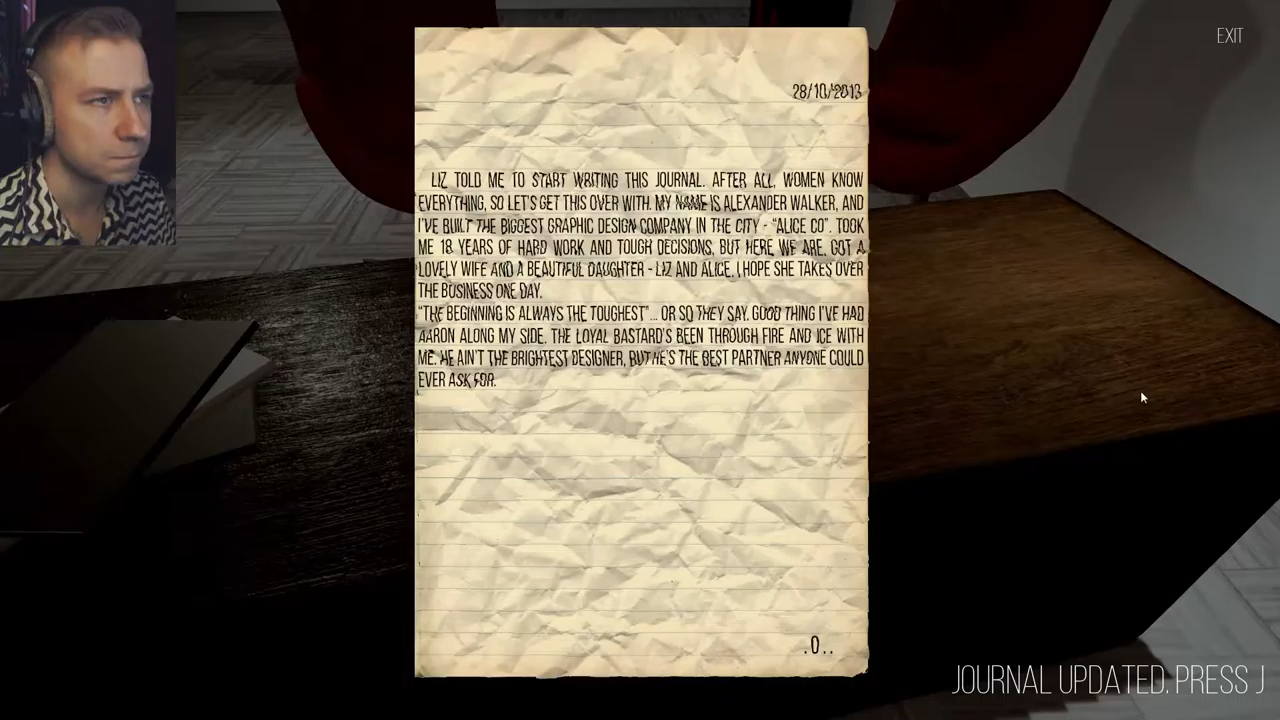 EXIT
28/10/2013
LIZ TOLD ME TO START WRITING THIS JOURNAL. AFTER ALL, WOMEN KNOW
EVERYTHING, SO LET'S GET THIS OVER WITH. MY NAME IS ALEXANDER WALKER, AND
I'VE BUILT THE BIGGEST GRAPHIC DESIGN COMPANY IN THE CITY - "ALICE CO". TOOK
ME 18 YEARS OF HARD WORK AND TOUGH DECISIONS, BUT HERE WE ARE. GOT A
LOVELY WIFE AND A BEAUTIFUL DAUGHTER - LIZ AND ALICE. I HOPE SHE TAKES OVER
THE BUSINESS ONE DAY.
"THE BEGINNING IS ALWAYS THE TOUGHEST"... OR SO THEY SAY. GOOD THING I'VE HAD
AARON ALONG MY SIDE. THE LOYAL BASTARD'S BEEN THROUGH FIRE AND ICE WITH
ME. HE AIN'T THE BRIGHTEST DESIGNER, BUT HE'S THE BEST PARTNER ANYONE COULD
EVER ASK FOR.
.0..
JOURNAL UPDATED. PRESS J